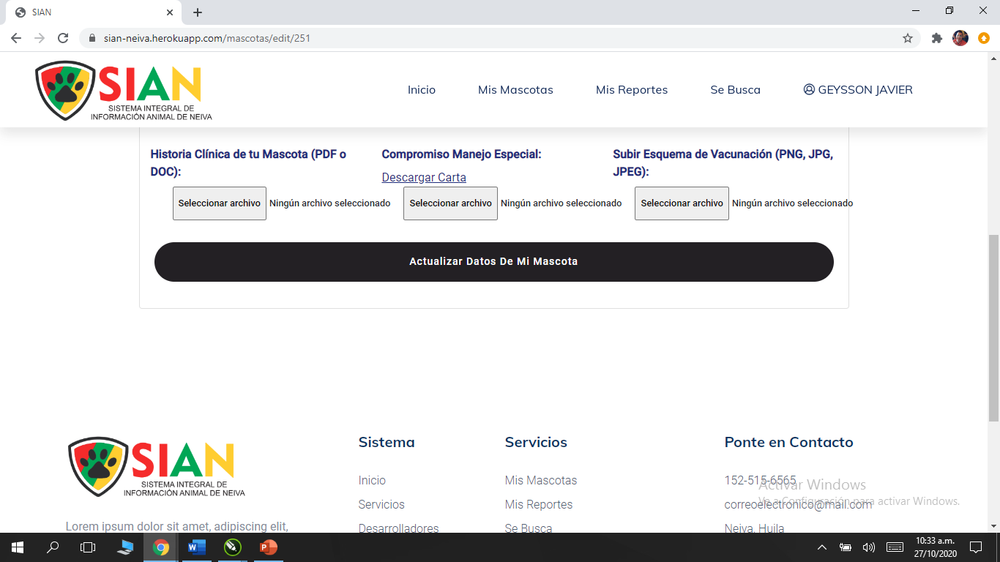 SIAN
sian-neiva.herokuapp.com/mascotas/edit/251
SIAN
SISTEMA INTEGRAL DE
INFORMACIÓN ANIMAL DE NEIVA
Inicio Mis Mascotas Mis Reportes Se Busca GEYSSON JAVIER
Historia Clínica de tu Mascota (PDF o
DOC):
Compromiso Manejo Especial:
Descargar Carta
Subir Esquema de Vacunación (PNG, JPG,
JPEG):
Seleccionar archivo Ningún archivo seleccionado Seleccionar archivo Ningún archivo seleccionado Seleccionar archivo Ningún archivo seleccionado
Actualizar Datos De Mi Mascota
SIAN
SISTEMA INTEGRAL DE
INFORMACIÓN ANIMAL DE NEIVA
Lorem ipsum dolor sit amet, adipiscing elit,
Sistema
Inicio
Servicios
Desarrolladores
Servicios
Mis Mascotas
Mis Reportes
Se Busca
Ponte en Contacto
152-515-6565
correoelectronico@mail.com
Neiva, Huila
Activar Windows
Ve a Configuración para activar Windows.
10:33 a.m.
27/10/2020